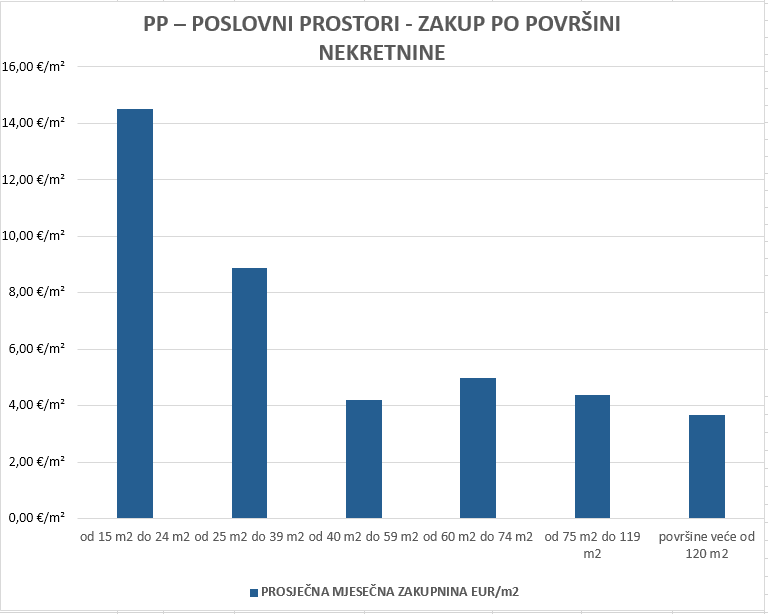 PP – POSLOVNI PROSTORI - ZAKUP PO POVRŠINI
NEKRETNINE
16,00 €/m²
14,00 €/m²
12,00 €/m²
10,00 €/m²
8,00 €/m²
6,00 €/m²
4,00 €/m²
2,00 €/m²
0,00 €/m²
od 15 m2 do 24 m2
od 25 m2 do 39 m2
od 40 m2 do 59 m2
od 60 m2 do 74 m2
od 75 m2 do 119
m2
površine veće od
120 m2
PROSJEČNA MJESEČNA ZAKUPNINA EUR/m2